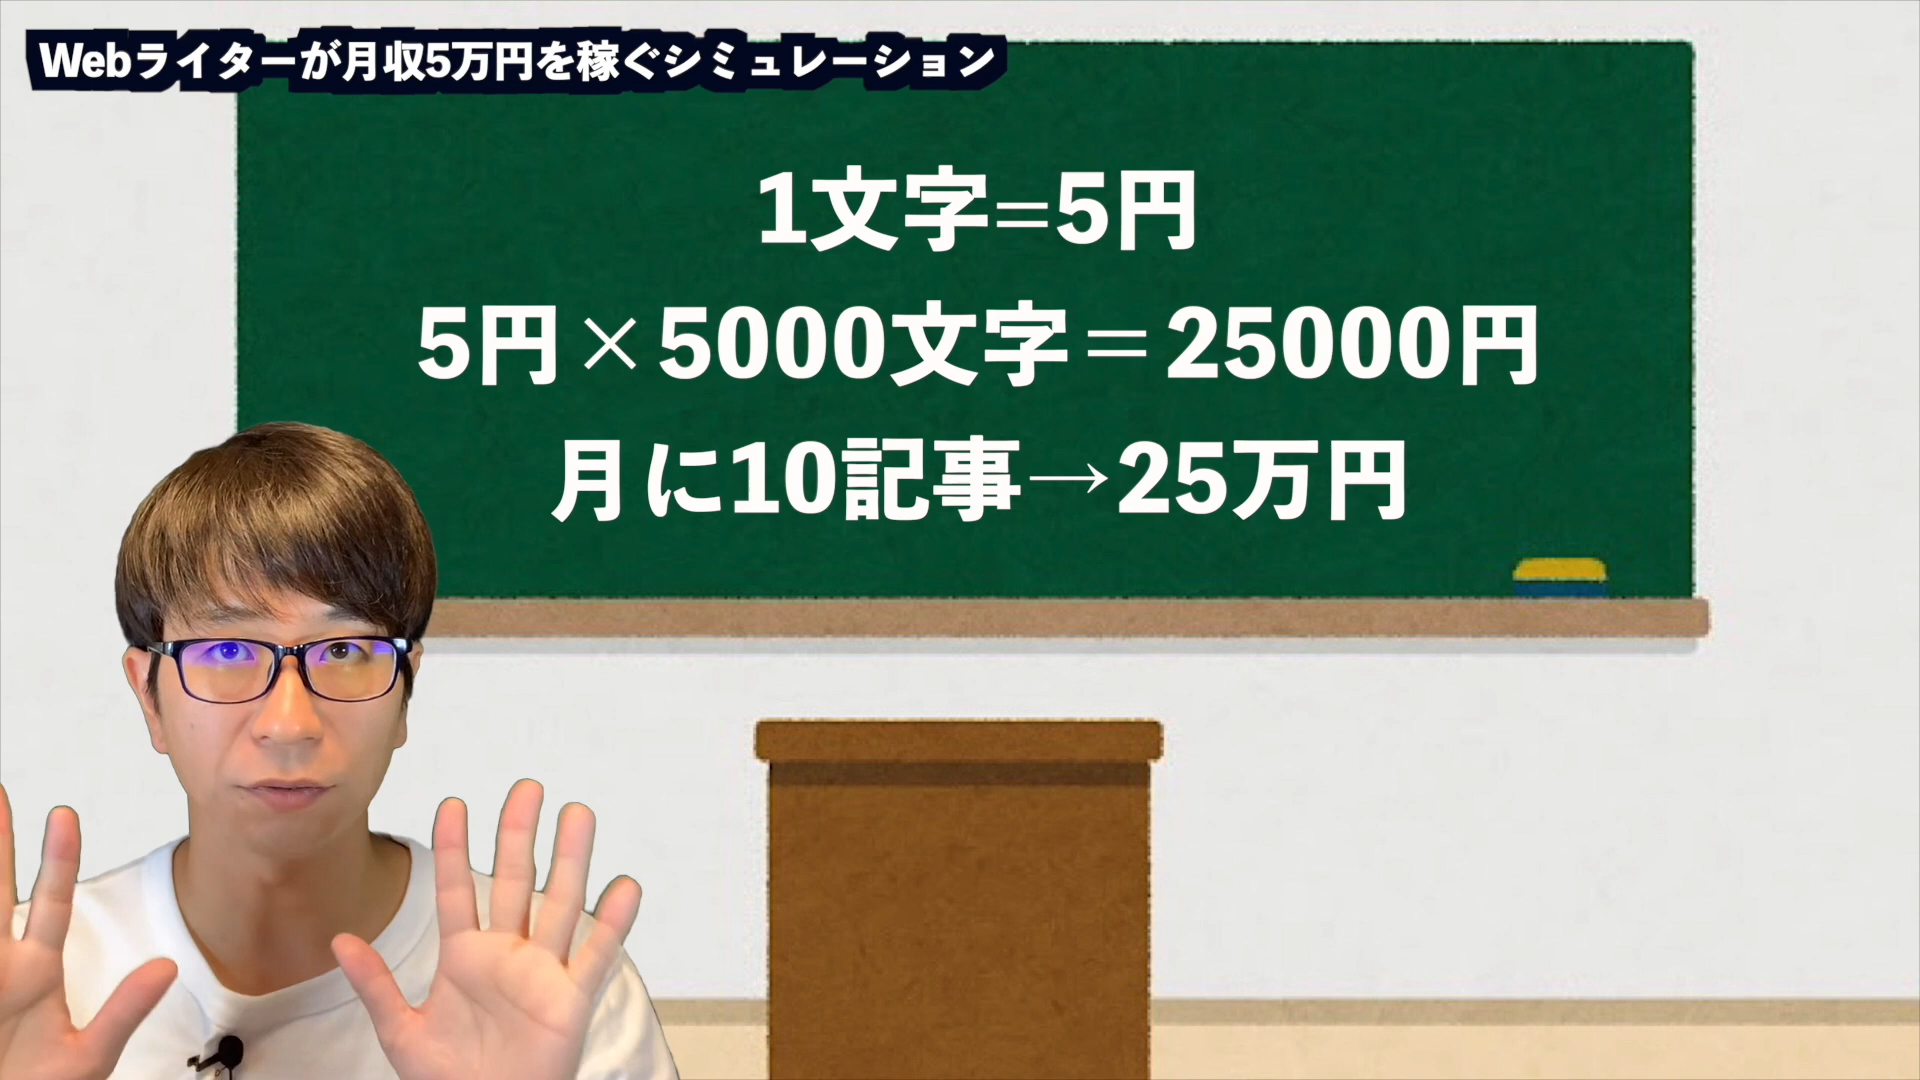 Webライターが月収5万円を稼ぐシミュレーション
1文字=5円
5円×5000文字＝25000円
月に10記事→25万円